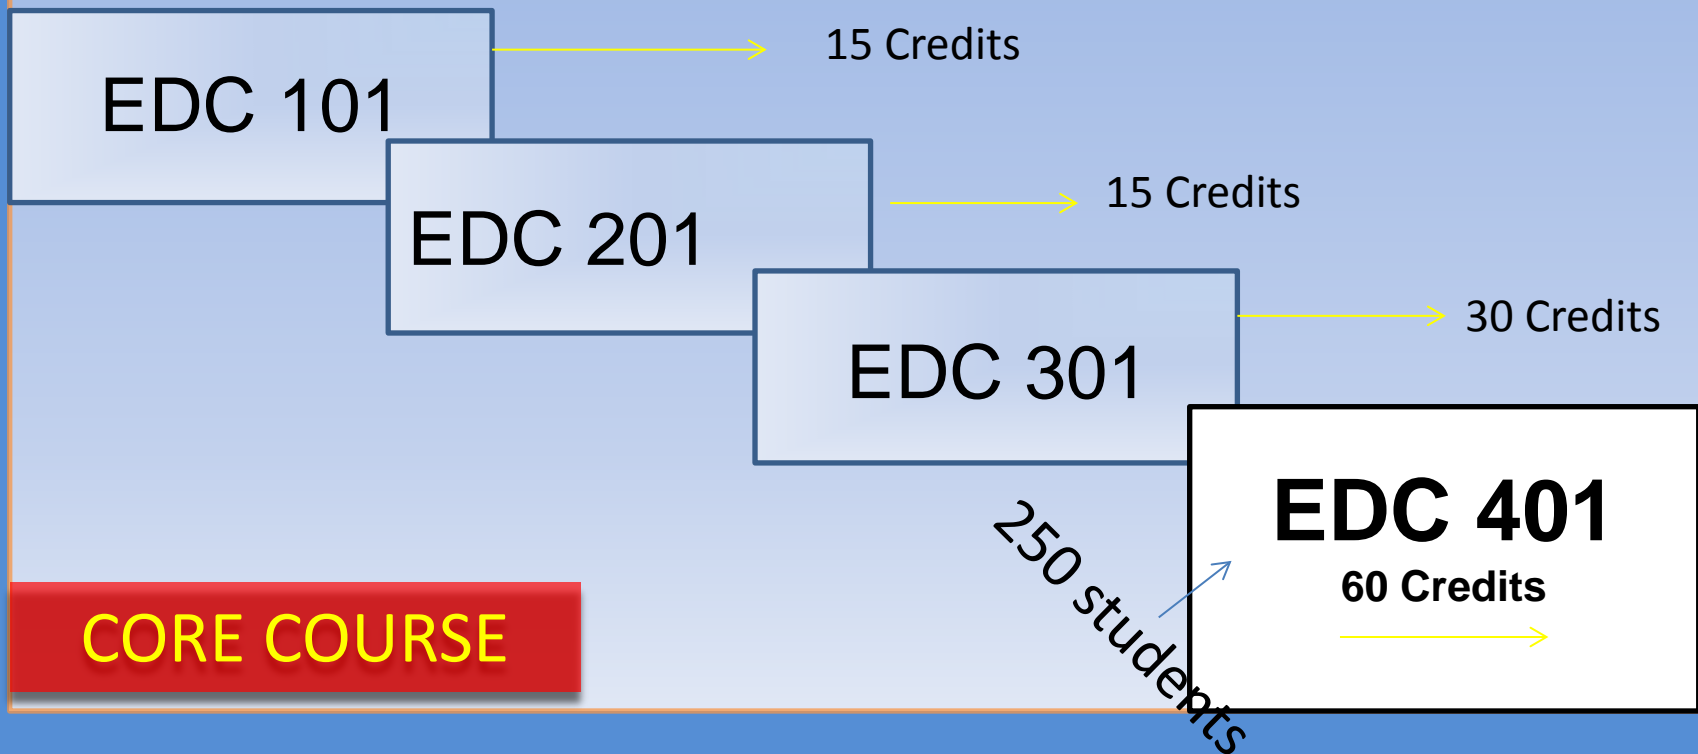 15 Credits
EDC 101
15 Credits
EDC 201
30 Credits
EDC 301
EDC 401
60 Credits
250 students
CORE COURSE